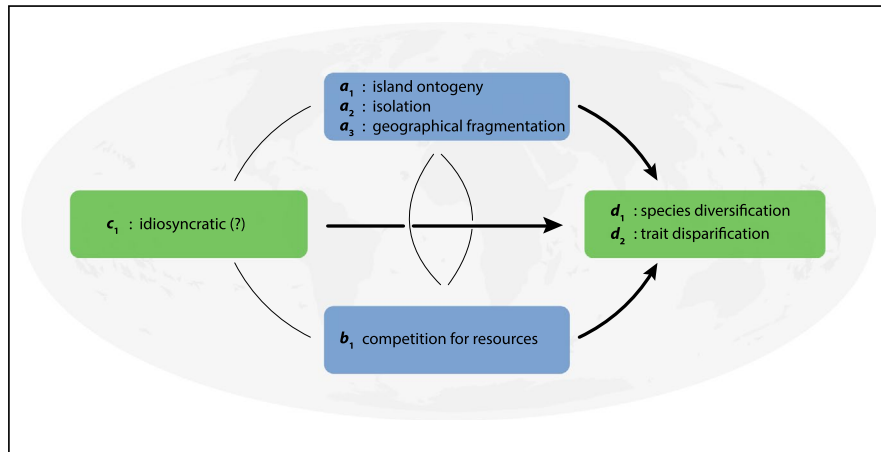 a1 : island ontogeny
a2 : isolation
a3 : geographical fragmentation
c1 : idiosyncratic (?)
d1 : species diversification
d2 : trait disparification
b1 competition for resources